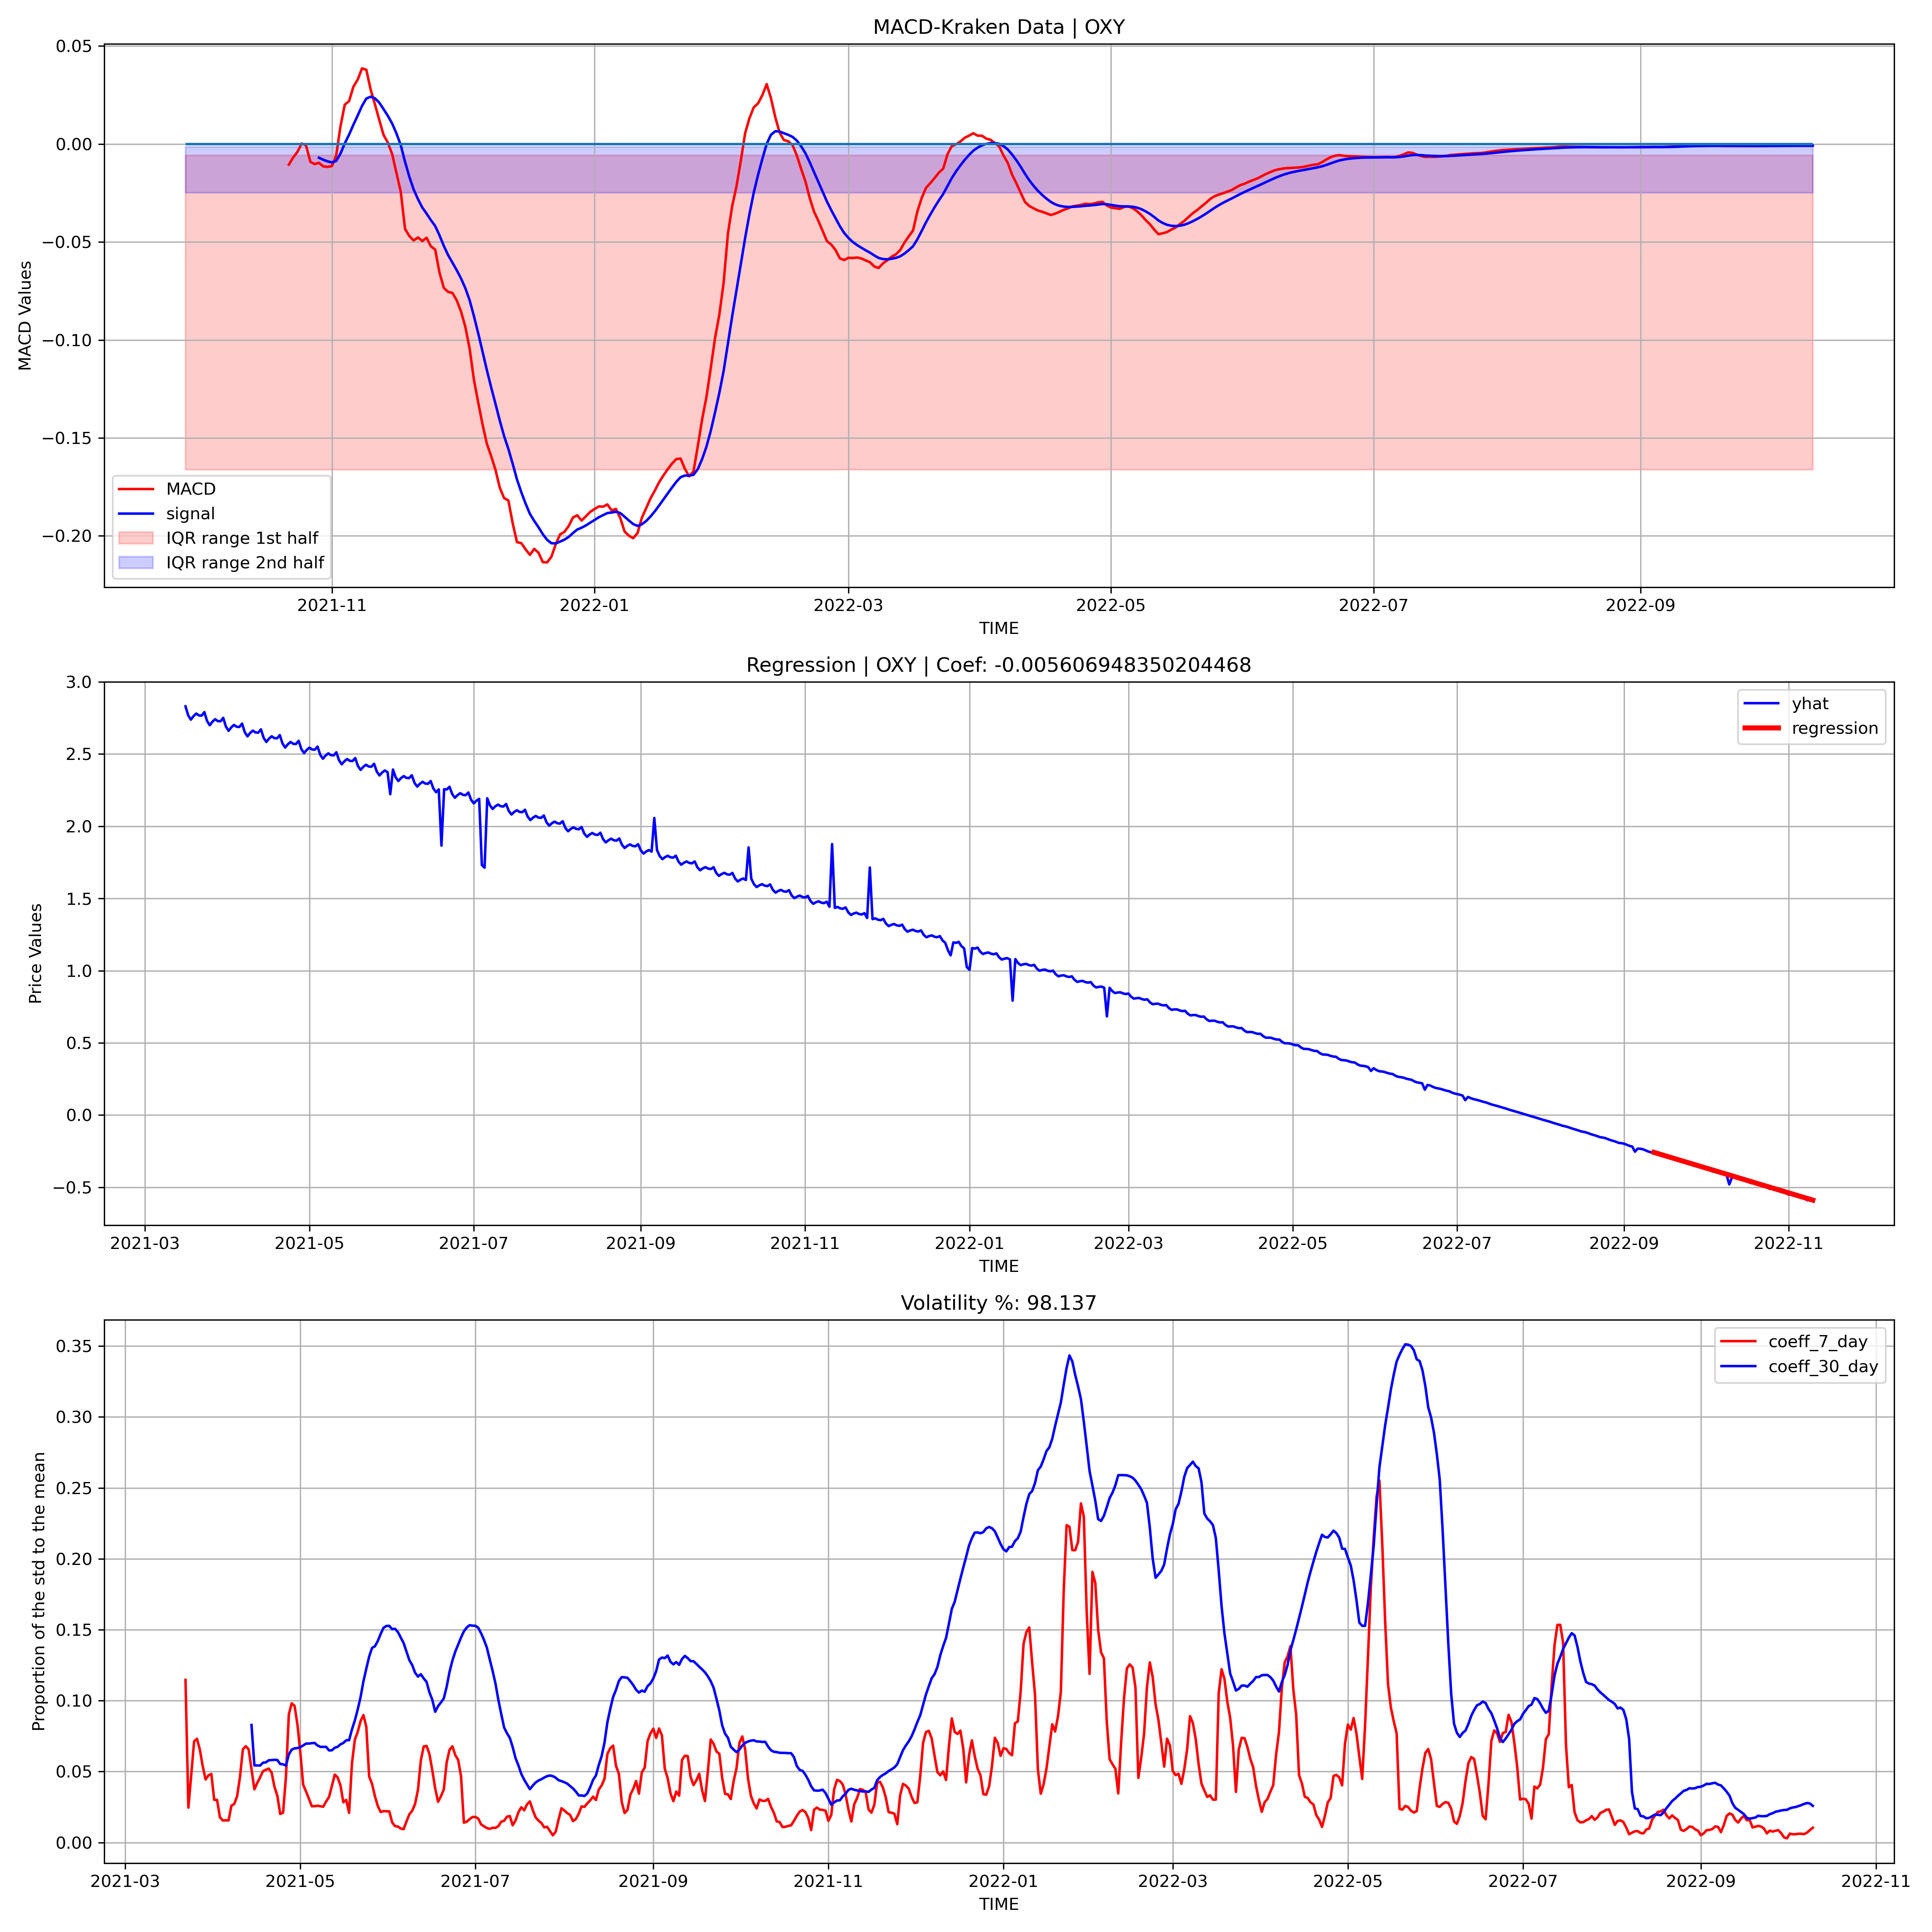 MACD-Kraken Data | OXY
0.05
0.00
−0.05
−0.10
−0.15
−0.20
MACD Values
MACD
signal
IQR range 1st half
IQR range 2nd half
2021-11 2022-01 2022-03 2022-05 2022-07 2022-09
TIME
Regression | OXY | Coef: -0.005606948350204468
3.0
2.5
2.0
1.5
1.0
0.5
0.0
−0.5
Price Values
yhat
regression
2021-03 2021-05 2021-07 2021-09 2021-11 2022-01 2022-03 2022-05 2022-07 2022-09 2022-11
TIME
Volatility %: 98.137
0.35
0.30
0.25
0.20
0.15
0.10
0.05
0.00
Proportion of the std to the mean
coeff_7_day
coeff_30_day
2021-03 2021-05 2021-07 2021-09 2021-11 2022-01 2022-03 2022-05 2022-07 2022-09 2022-11
TIME